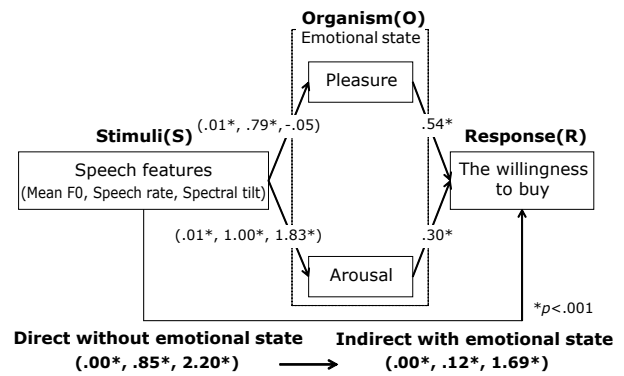 Organism(O)
Emotional state
Pleasure
(.01*, .79*,-.05)
.54*
Stimuli(S)
Response(R)
Speech features
(Mean F0, Speech rate, Spectral tilt)
The willingness
to buy
(.01*, 1.00*, 1.83*)
.30*
Arousal
*p<.001
Direct without emotional state
Indirect with emotional state
(.00*, .85*, 2.20*)
(.00*, .12*, 1.69*)